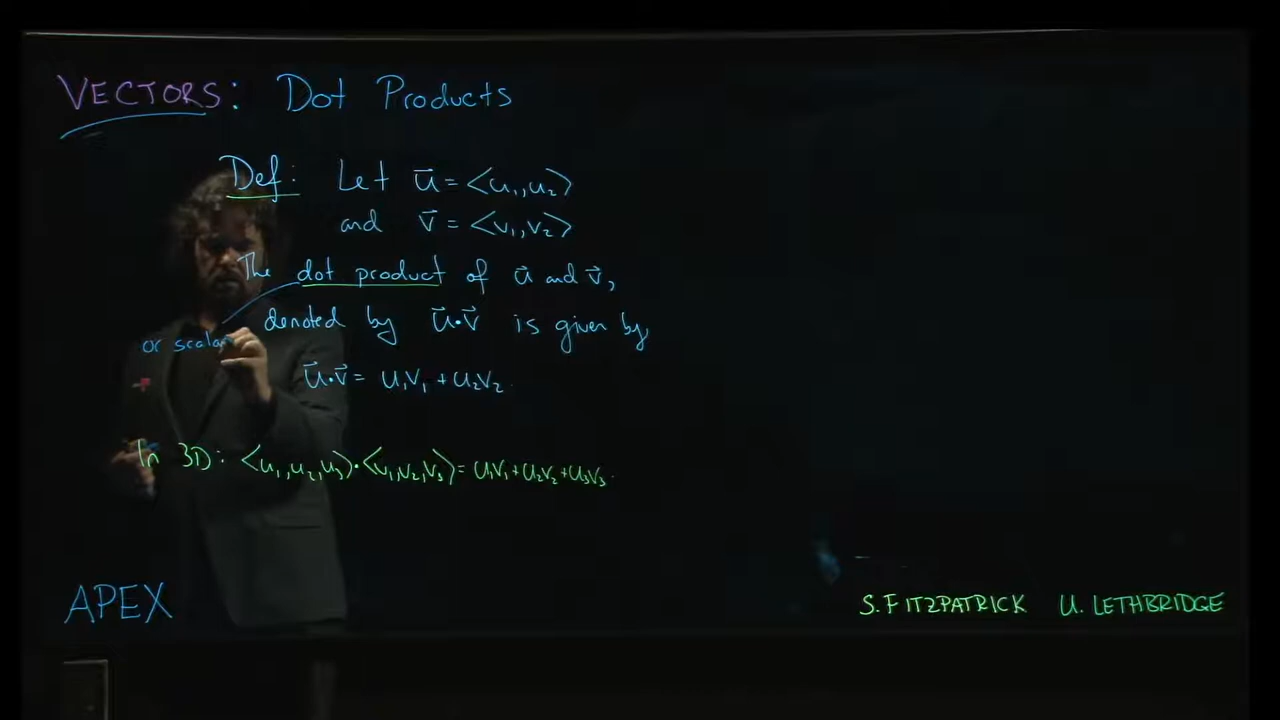 VECTORS: Dot Products
Def: Let u⃗ = <u₁,u₂>
and v⃗ = <v₁,v₂>
The dot product of u⃗ and v⃗,
denoted by u⃗•v⃗ is given by
or scalar
u⃗•v⃗ = u₁v₁ + u₂v₂.
In 3D: <u₁,u₂,u₃>•<v₁,v₂,v₃> = u₁v₁+u₂v₂+u₃v₃.
APEX
S. FITZPATRICK U. LETHBRIDGE